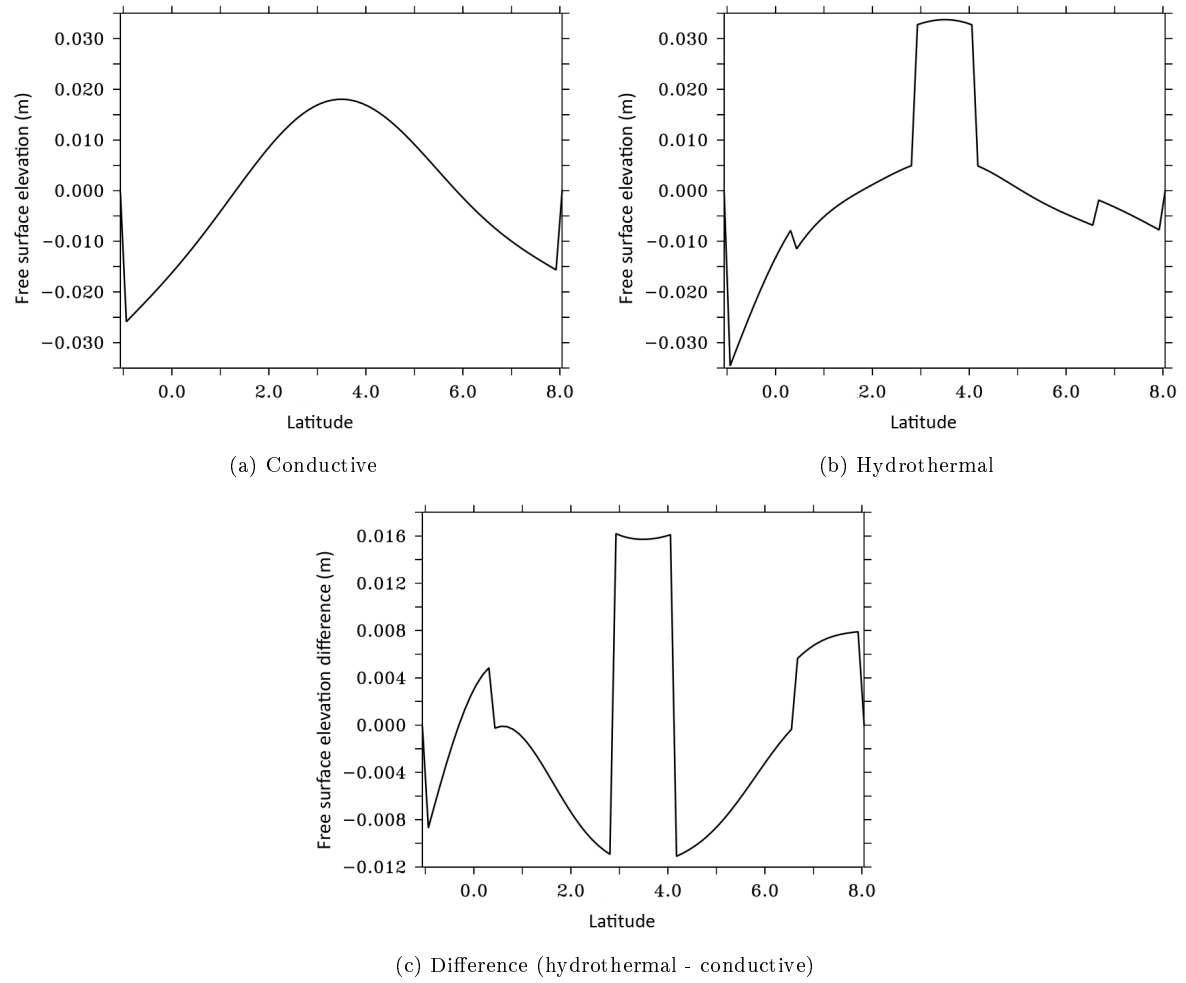 Free surface elevation (m)
0.030
0.020
0.010
0.000
−0.010
−0.020
−0.030
0.0 2.0 4.0 6.0 8.0
Latitude
(a) Conductive
Free surface elevation (m)
0.030
0.020
0.010
0.000
−0.010
−0.020
−0.030
0.0 2.0 4.0 6.0 8.0
Latitude
(b) Hydrothermal
Free surface elevation difference (m)
0.016
0.012
0.008
0.004
0.000
−0.004
−0.008
−0.012
0.0 2.0 4.0 6.0 8.0
Latitude
(c) Difference (hydrothermal - conductive)